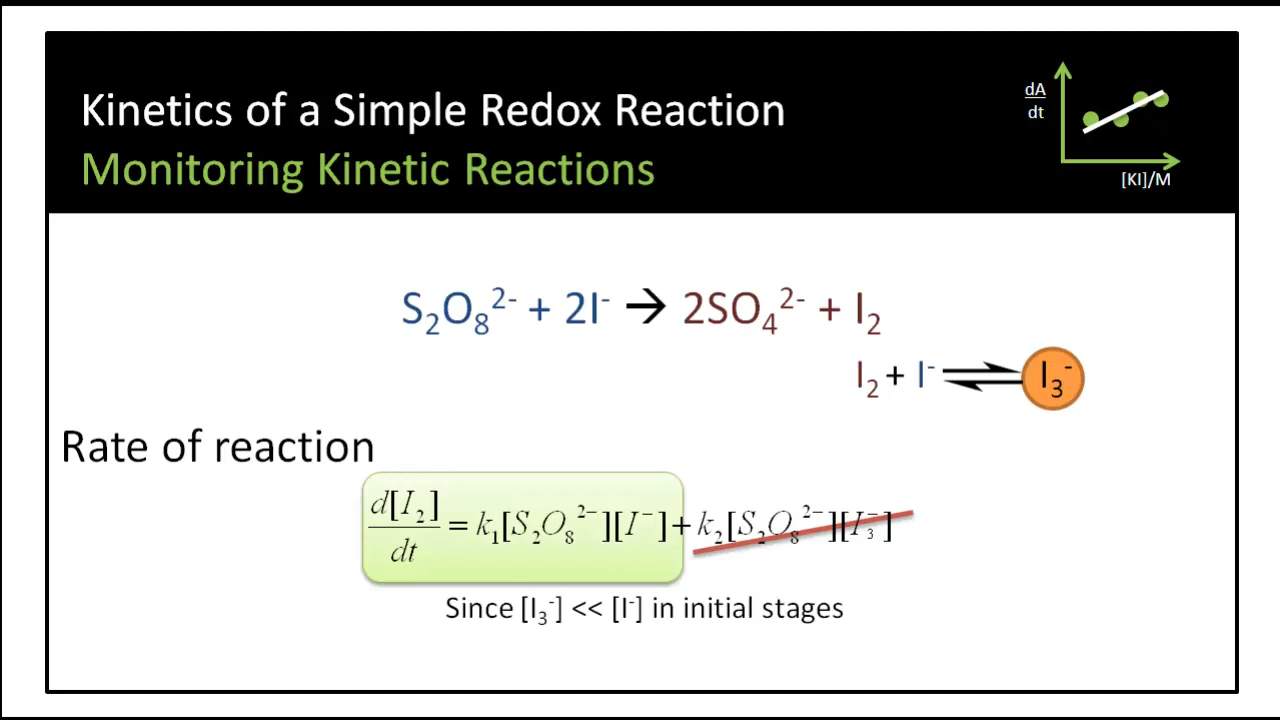 Kinetics of a Simple Redox Reaction
Monitoring Kinetic Reactions
dA
dt
[KI]/M
S₂O₈²⁻ + 2I⁻ → 2SO₄²⁻ + I₂
I₂ + I⁻ ⇌ I₃⁻
Rate of reaction
d[I₂]/dt = k₁[S₂O₈²⁻][I⁻] + k₂[S₂O₈²⁻][I₃⁻]
Since [I₃⁻] << [I⁻] in initial stages